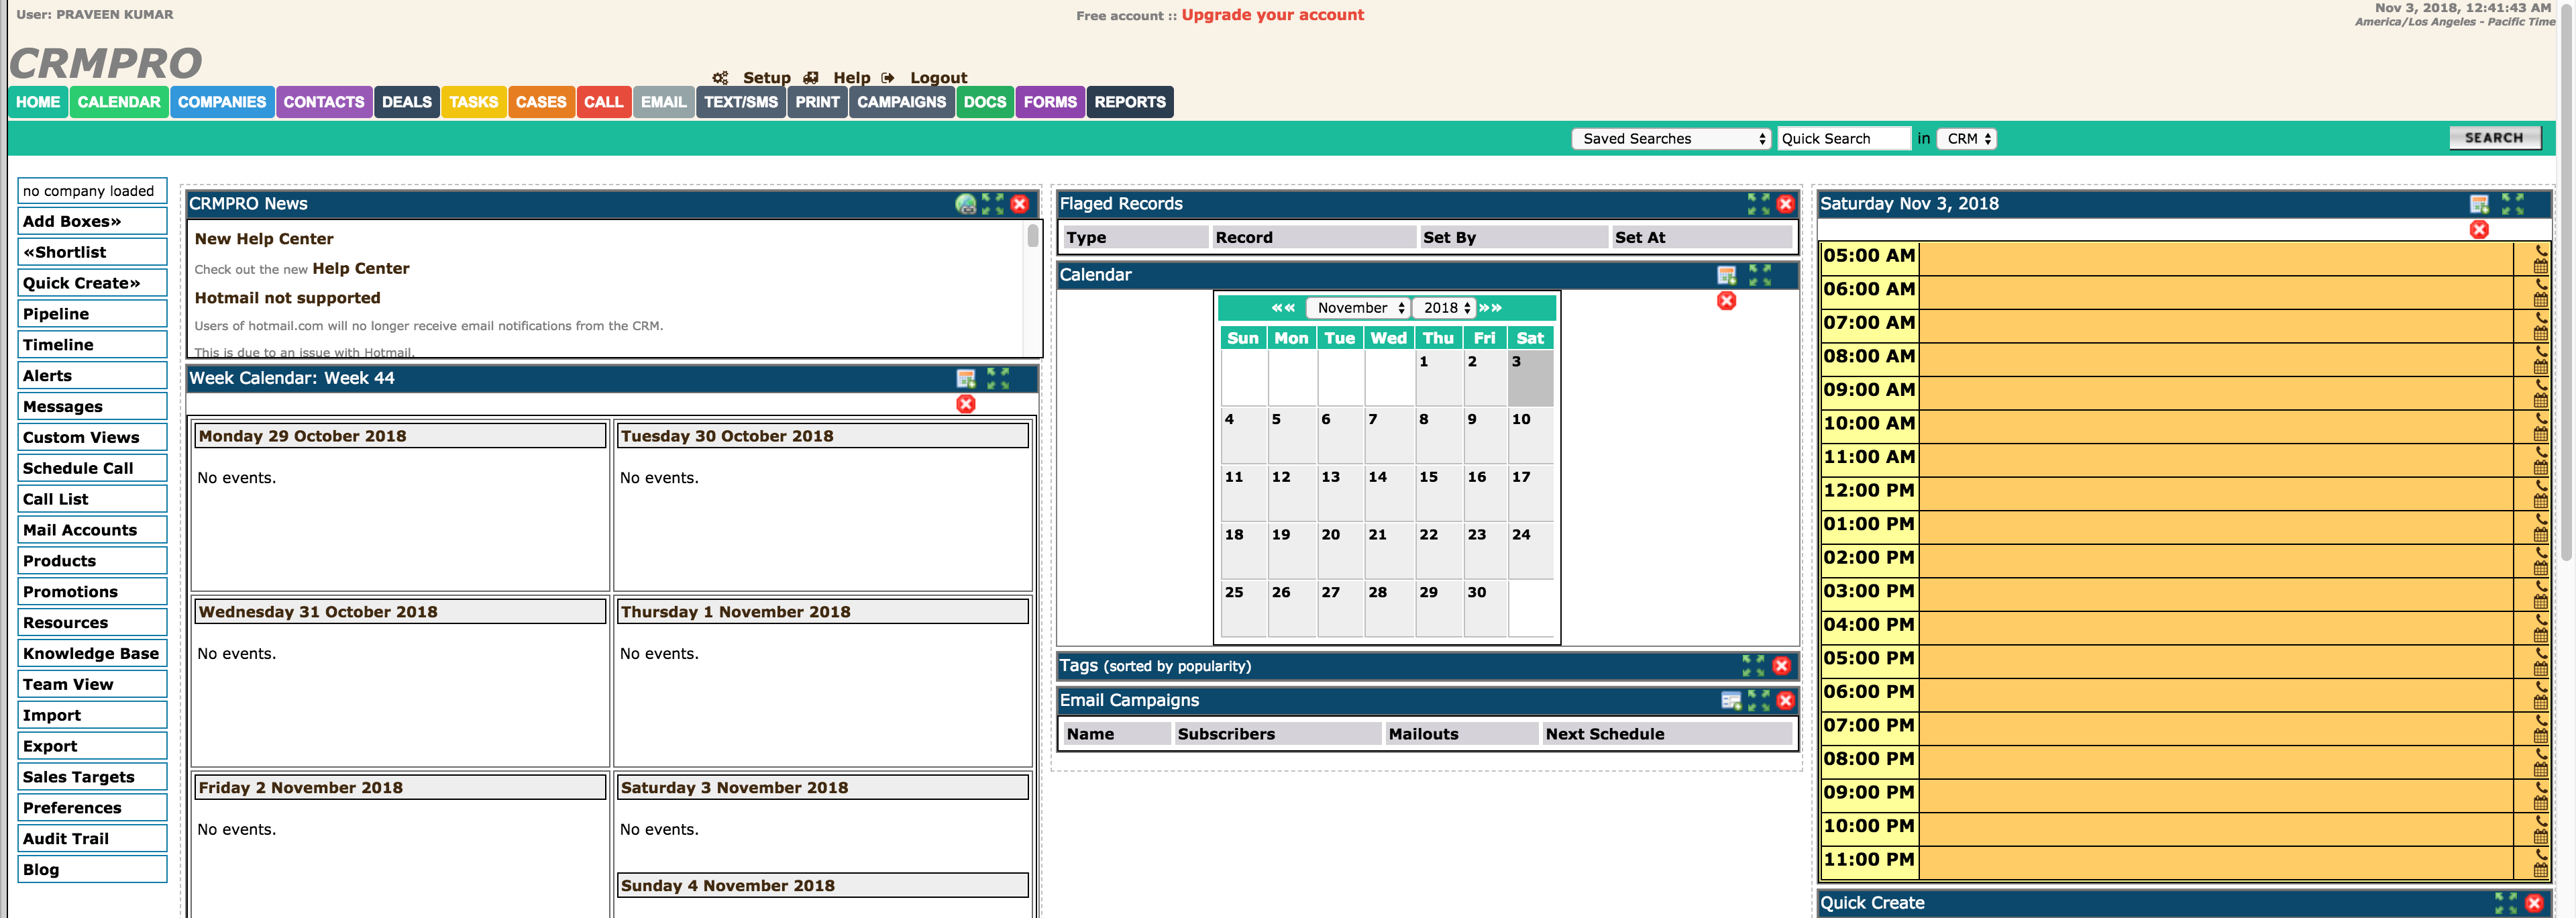 User: PRAVEEN KUMAR
Free account :: Upgrade your account
Nov 3, 2018, 12:41:43 AM
America/Los Angeles - Pacific Time
CRMPRO
Setup Help Logout
HOME CALENDAR COMPANIES CONTACTS DEALS TASKS CASES CALL EMAIL TEXT/SMS PRINT CAMPAIGNS DOCS FORMS REPORTS
Saved Searches Quick Search in CRM SEARCH
no company loaded
Add Boxes»
«Shortlist
Quick Create»
Pipeline
Timeline
Alerts
Messages
Custom Views
Schedule Call
Call List
Mail Accounts
Products
Promotions
Resources
Knowledge Base
Team View
Import
Export
Sales Targets
Preferences
Audit Trail
Blog
CRMPRO News
New Help Center
Check out the new Help Center
Hotmail not supported
Users of hotmail.com will no longer receive email notifications from the CRM.
This is due to an issue with Hotmail.
Week Calendar: Week 44
Monday 29 October 2018
No events.
Tuesday 30 October 2018
No events.
Wednesday 31 October 2018
No events.
Thursday 1 November 2018
No events.
Friday 2 November 2018
No events.
Saturday 3 November 2018
No events.
Sunday 4 November 2018
Flaged Records
Type Record Set By Set At
Calendar
«« November 2018 »»
Sun Mon Tue Wed Thu Fri Sat
1 2 3
4 5 6 7 8 9 10
11 12 13 14 15 16 17
18 19 20 21 22 23 24
25 26 27 28 29 30
Tags (sorted by popularity)
Email Campaigns
Name Subscribers Mailouts Next Schedule
Saturday Nov 3, 2018
05:00 AM
06:00 AM
07:00 AM
08:00 AM
09:00 AM
10:00 AM
11:00 AM
12:00 PM
01:00 PM
02:00 PM
03:00 PM
04:00 PM
05:00 PM
06:00 PM
07:00 PM
08:00 PM
09:00 PM
10:00 PM
11:00 PM
Quick Create